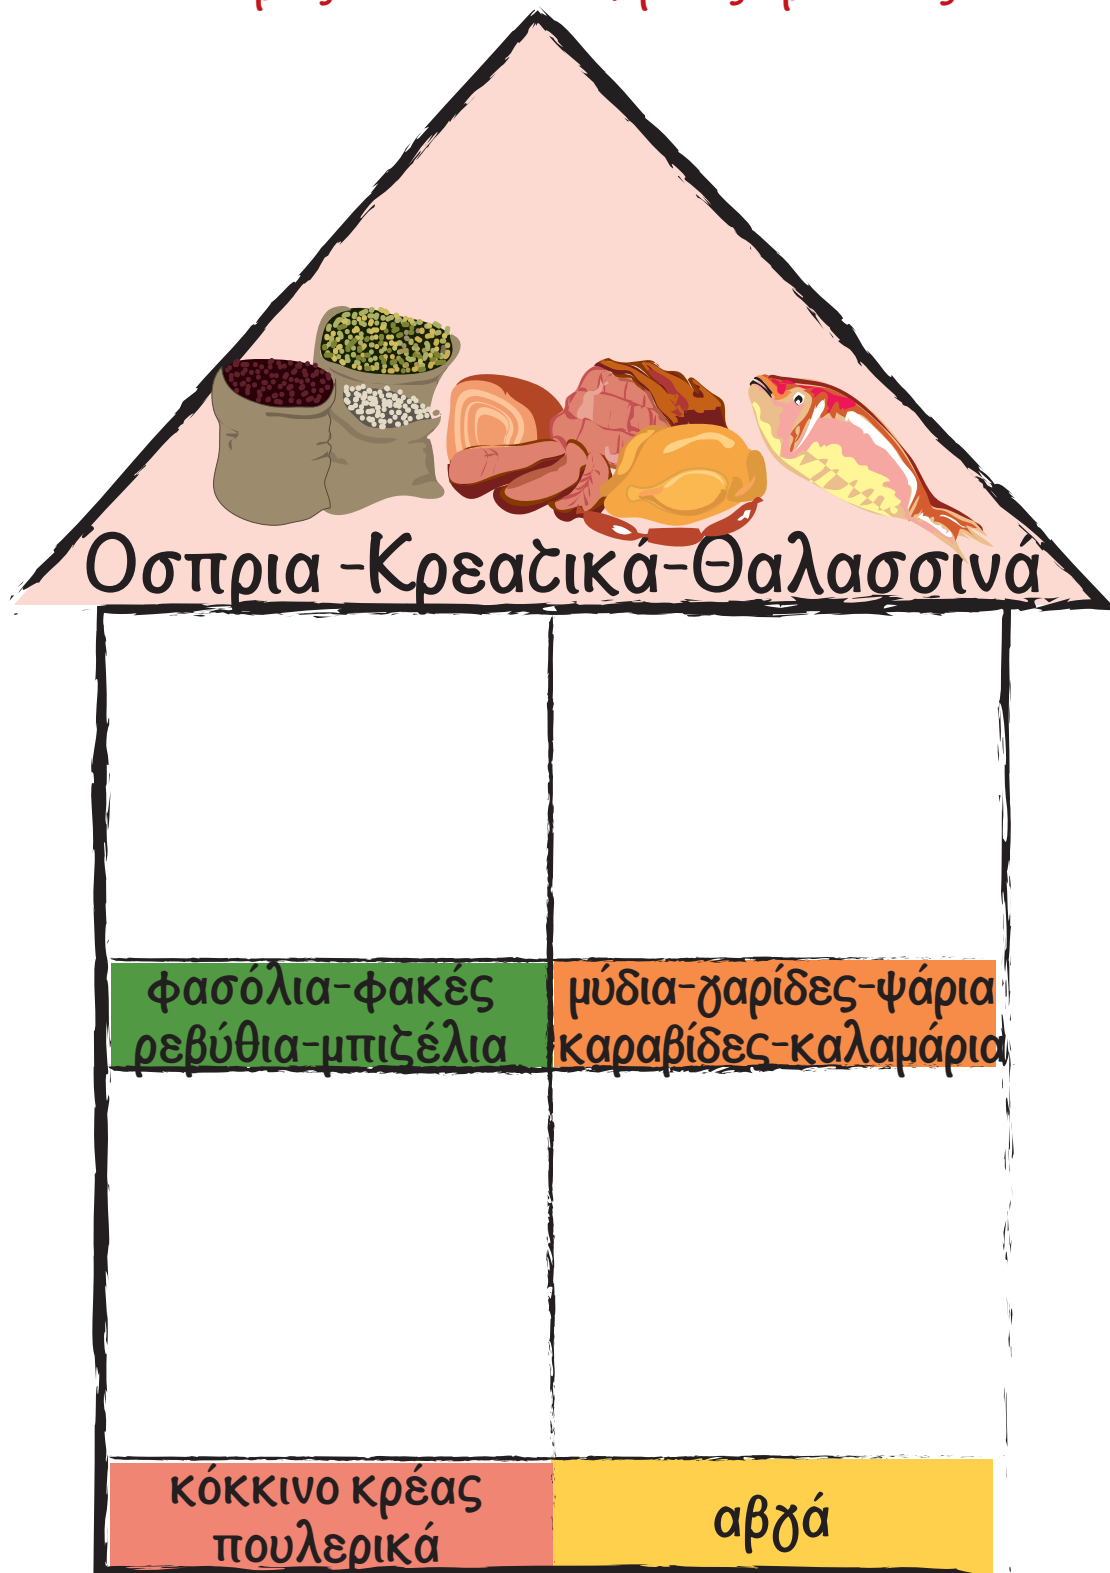 Οσπρια -Κρεατικά-Θαλασσινά
φασόλια-φακές
ρεβύθια-μπιζέλια
μύδια-γαρίδες-ψάρια
καραβίδες-καλαμάρια
κόκκινο κρέας
πουλερικά
αβγά